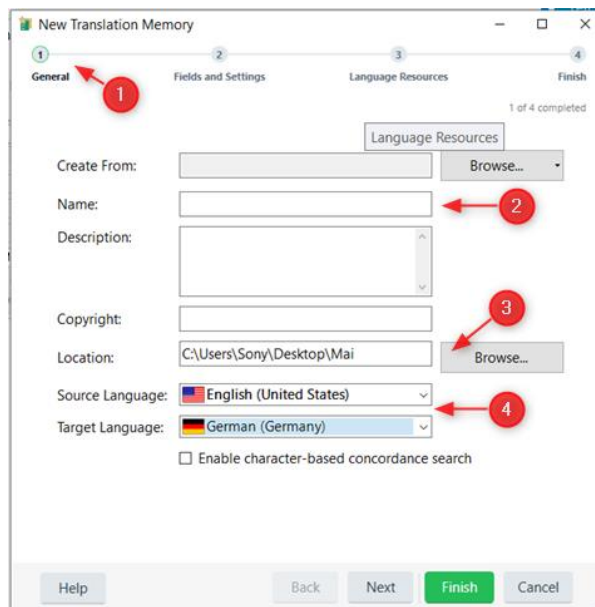 New Translation Memory
1 2 3 4
General Fields and Settings Language Resources Finish
1
1 of 4 completed
Language Resources
Create From: Browse...
Name: 2
Description:
Copyright: 3
Location: C:\Users\Sony\Desktop\Mai Browse...
Source Language: English (United States)
4
Target Language: German (Germany)
Enable character-based concordance search
Help Back Next Finish Cancel